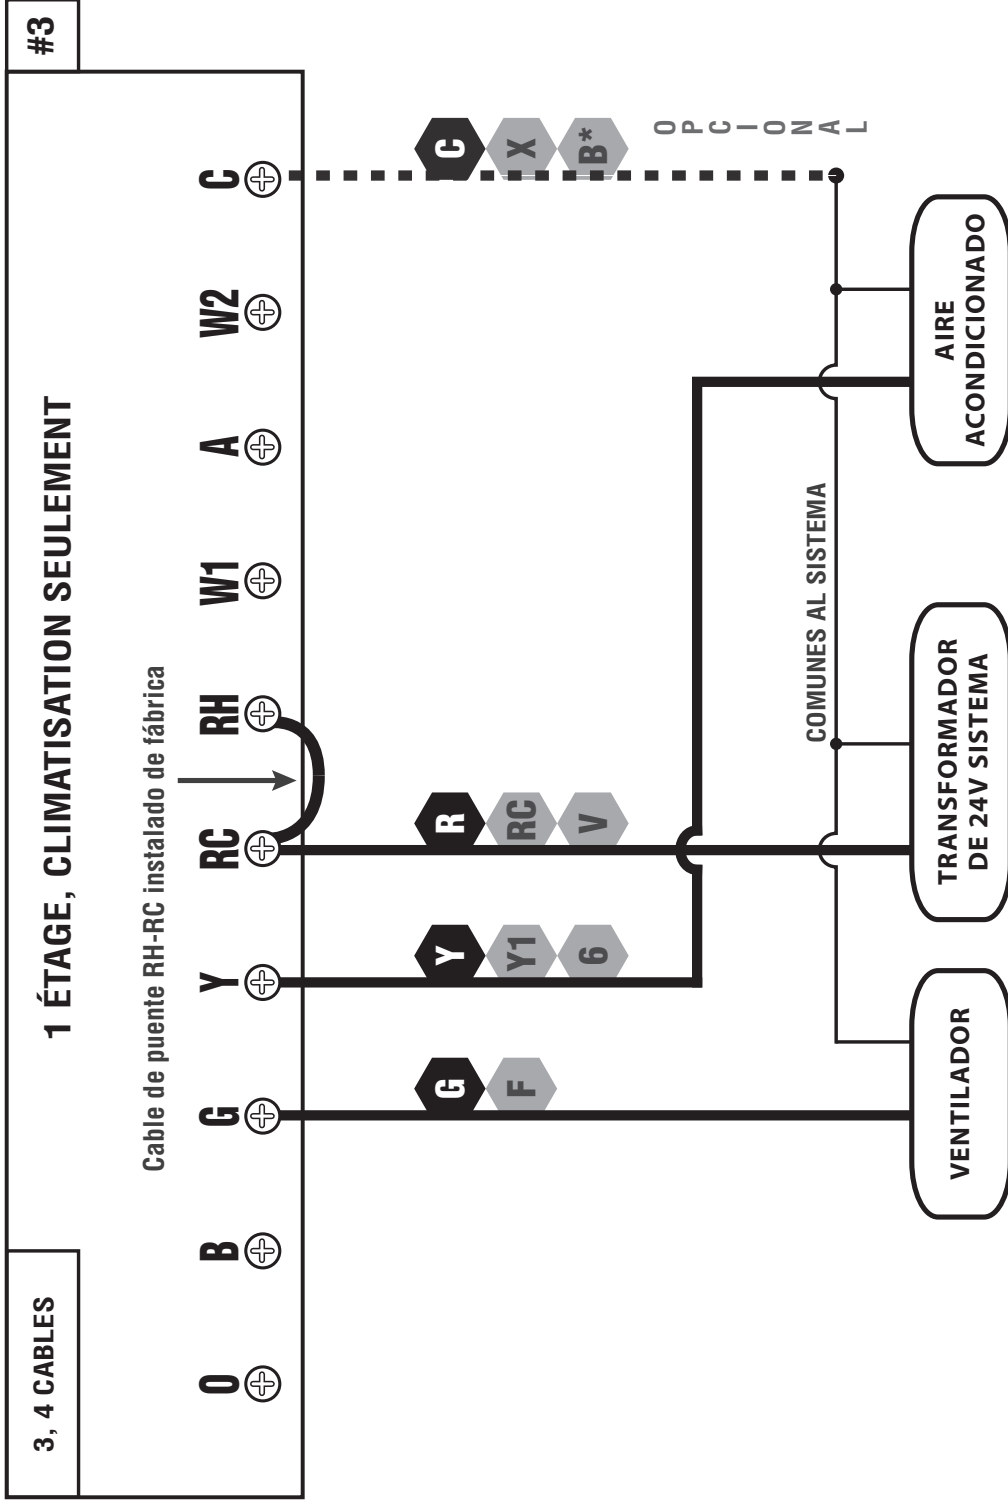 3, 4 CABLES
1 ÉTAGE, CLIMATISATION SEULEMENT
#3
Cable de puente RH-RC instalado de fábrica
O B G Y RC RH W1 A W2 C
G Y R C
F Y1 RC X
6 V B*
OPCIONAL
COMUNES AL SISTEMA
VENTILADOR
TRANSFORMADOR
DE 24V SISTEMA
AIRE
ACONDICIONADO